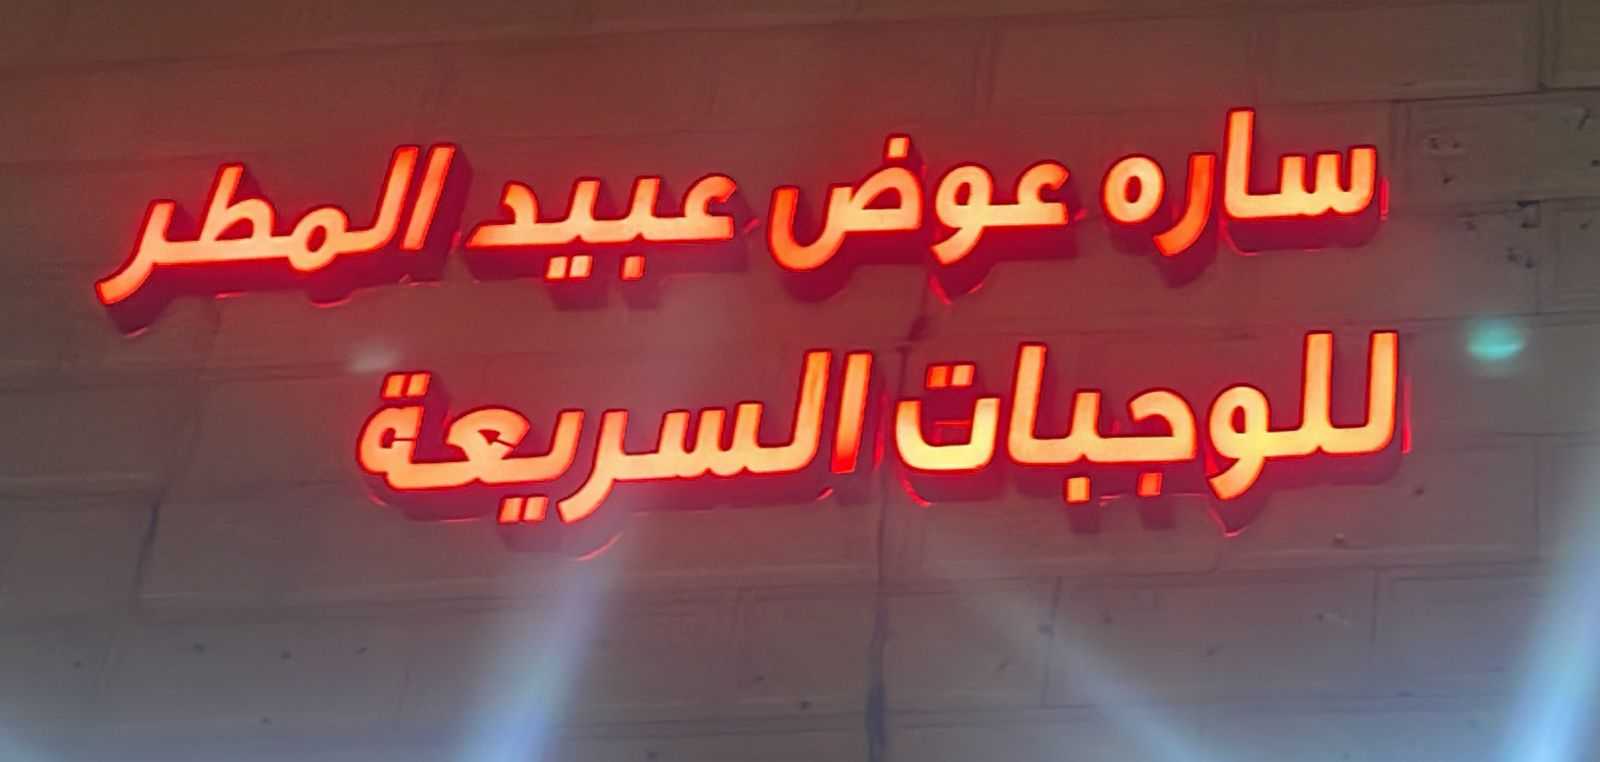 ساره عوض عبيد المطر
للوجبات السريعة